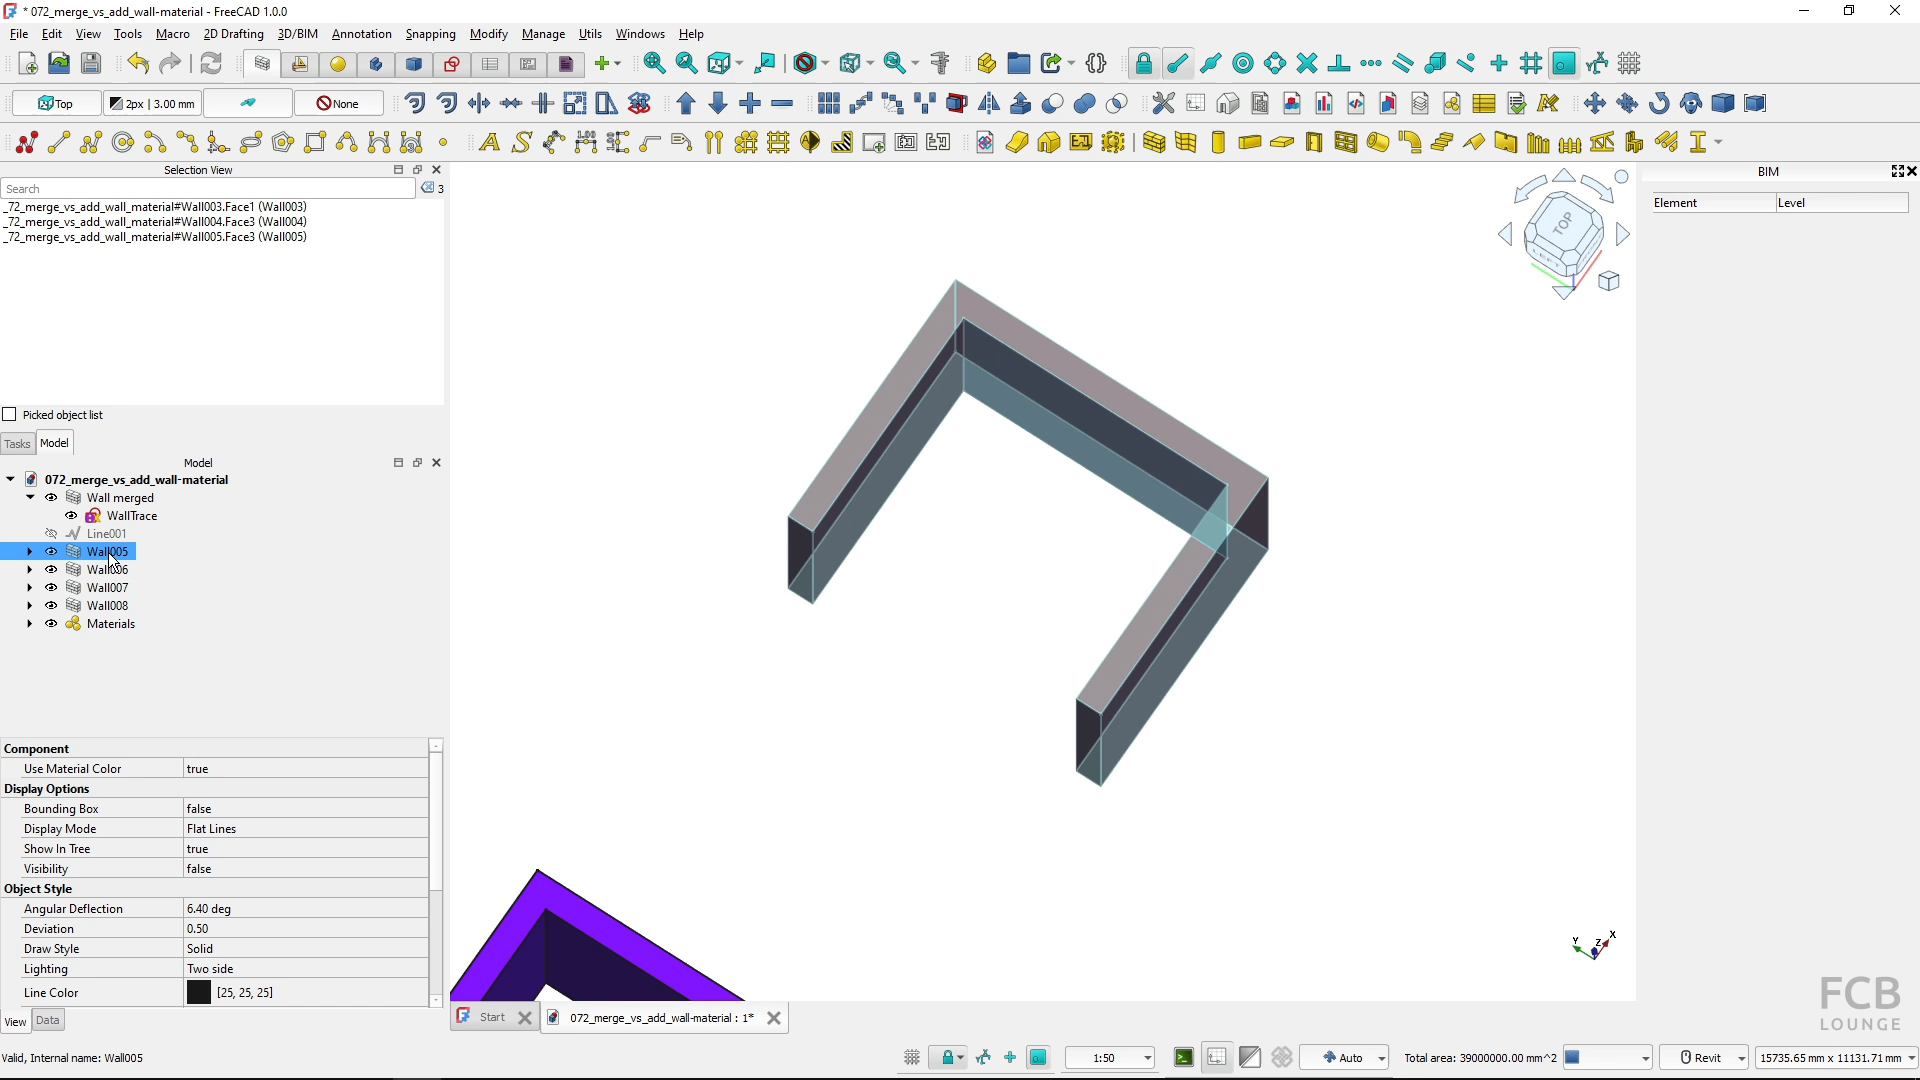 * 072_merge_vs_add_wall-material - FreeCAD 1.0.0
File Edit View Tools Macro 2D Drafting 3D/BIM Annotation Snapping Modify Manage Utils Windows Help
Top 2px | 3.00 mm None
Selection View
Search
3
_72_merge_vs_add_wall_material#Wall003.Face1 (Wall003)
_72_merge_vs_add_wall_material#Wall004.Face3 (Wall004)
_72_merge_vs_add_wall_material#Wall005.Face3 (Wall005)
Picked object list
Tasks Model
Model
072_merge_vs_add_wall-material
Wall merged
WallTrace
Line001
Wall005
Wall006
Wall007
Wall008
Materials
Component
Use Material Color true
Display Options
Bounding Box false
Display Mode Flat Lines
Show In Tree true
Visibility false
Object Style
Angular Deflection 6.40 deg
Deviation 0.50
Draw Style Solid
Lighting Two side
Line Color [25, 25, 25]
View Data
Valid, Internal name: Wall005
TOP
LEFT
BIM
Element Level
Y Z X
FCB
LOUNGE
Start 072_merge_vs_add_wall-material : 1*
1:50 Auto Total area: 39000000.00 mm^2 Revit 15735.65 mm x 11131.71 mm